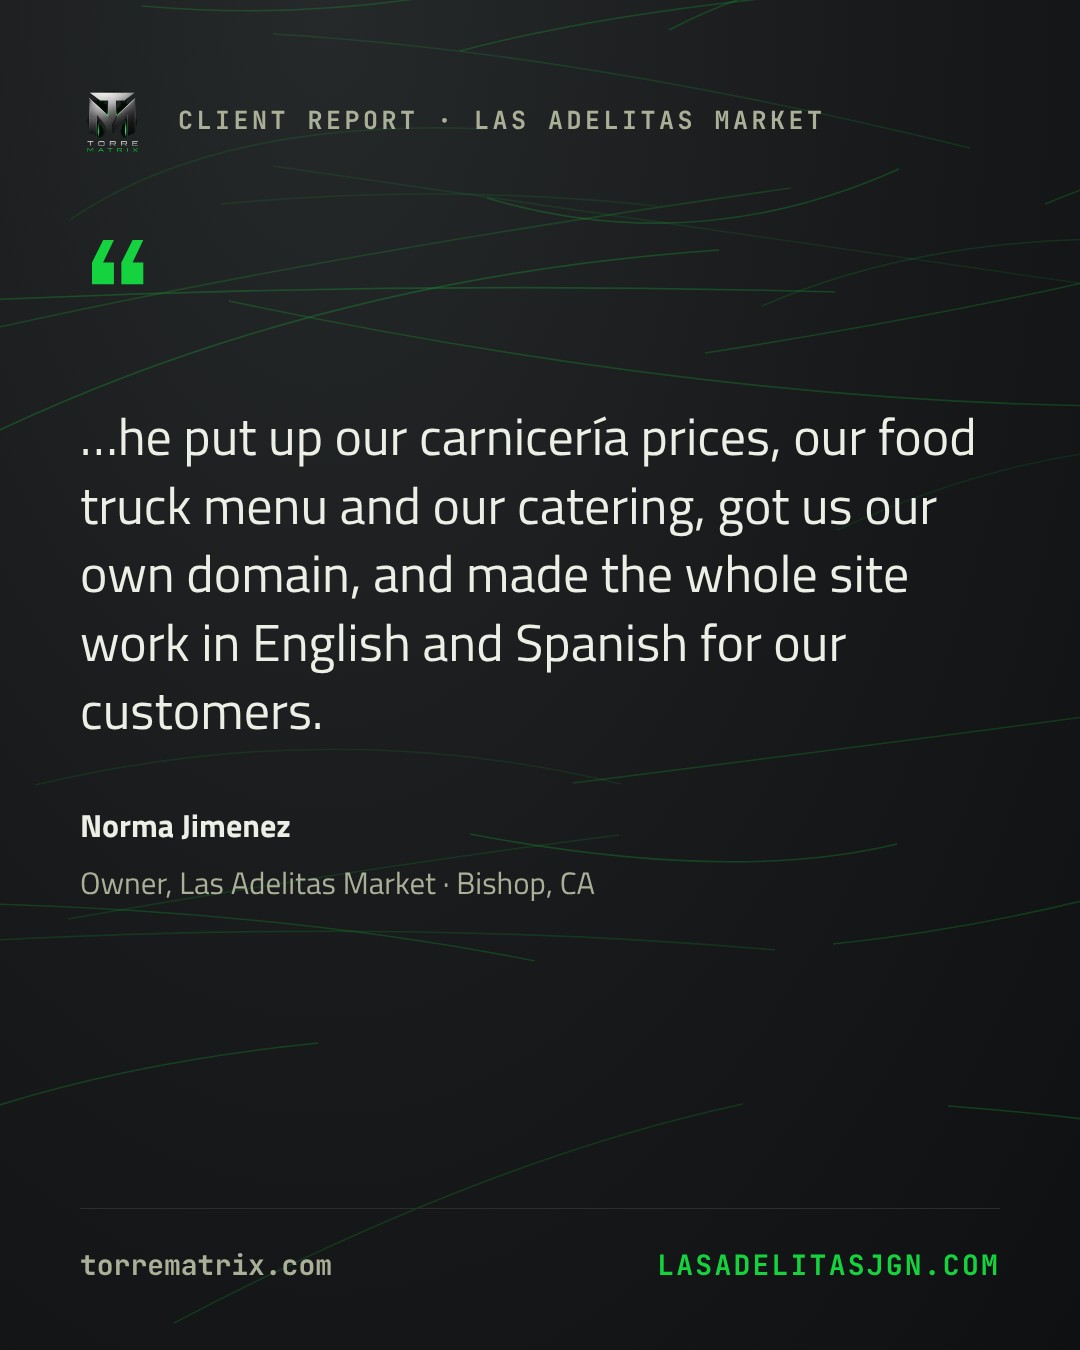 TORRE
MATRIX
CLIENT REPORT · LAS ADELITAS MARKET
“
…he put up our carnicería prices, our food
truck menu and our catering, got us our
own domain, and made the whole site
work in English and Spanish for our
customers.
Norma Jimenez
Owner, Las Adelitas Market · Bishop, CA
torrematrix.com
LASADELITASJGN.COM